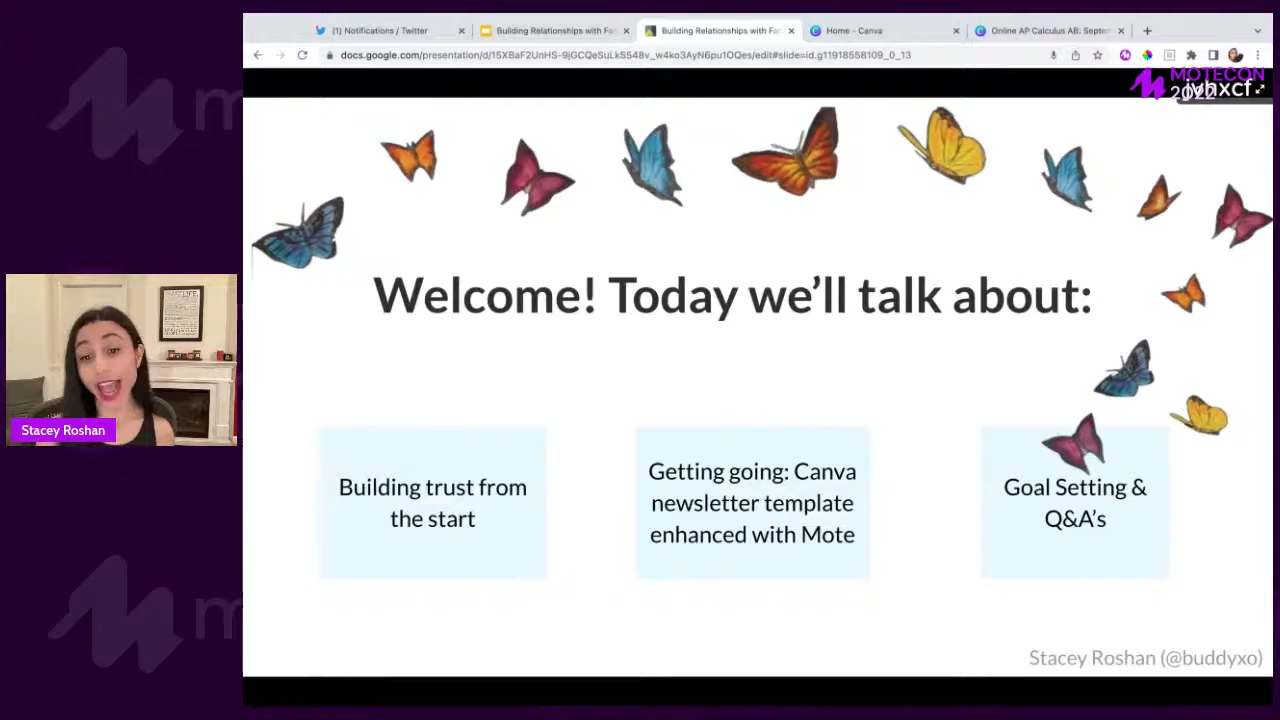 (1) Notifications / Twitter
Building Relationships with Fa
Building Relationships with Far
Home - Canva
Online AP Calculus AB: Septem
docs.google.com/presentation/d/15XBaF2UnHS-9jGCQeSuLkS548v_w4ko3AyN6pu1OQes/edit#slide=id.g11918558109_0_13
MOTECON
2022
Welcome! Today we’ll talk about:
Building trust from
the start
Getting going: Canva
newsletter template
enhanced with Mote
Goal Setting &
Q&A’s
Stacey Roshan
Stacey Roshan (@buddyxo)